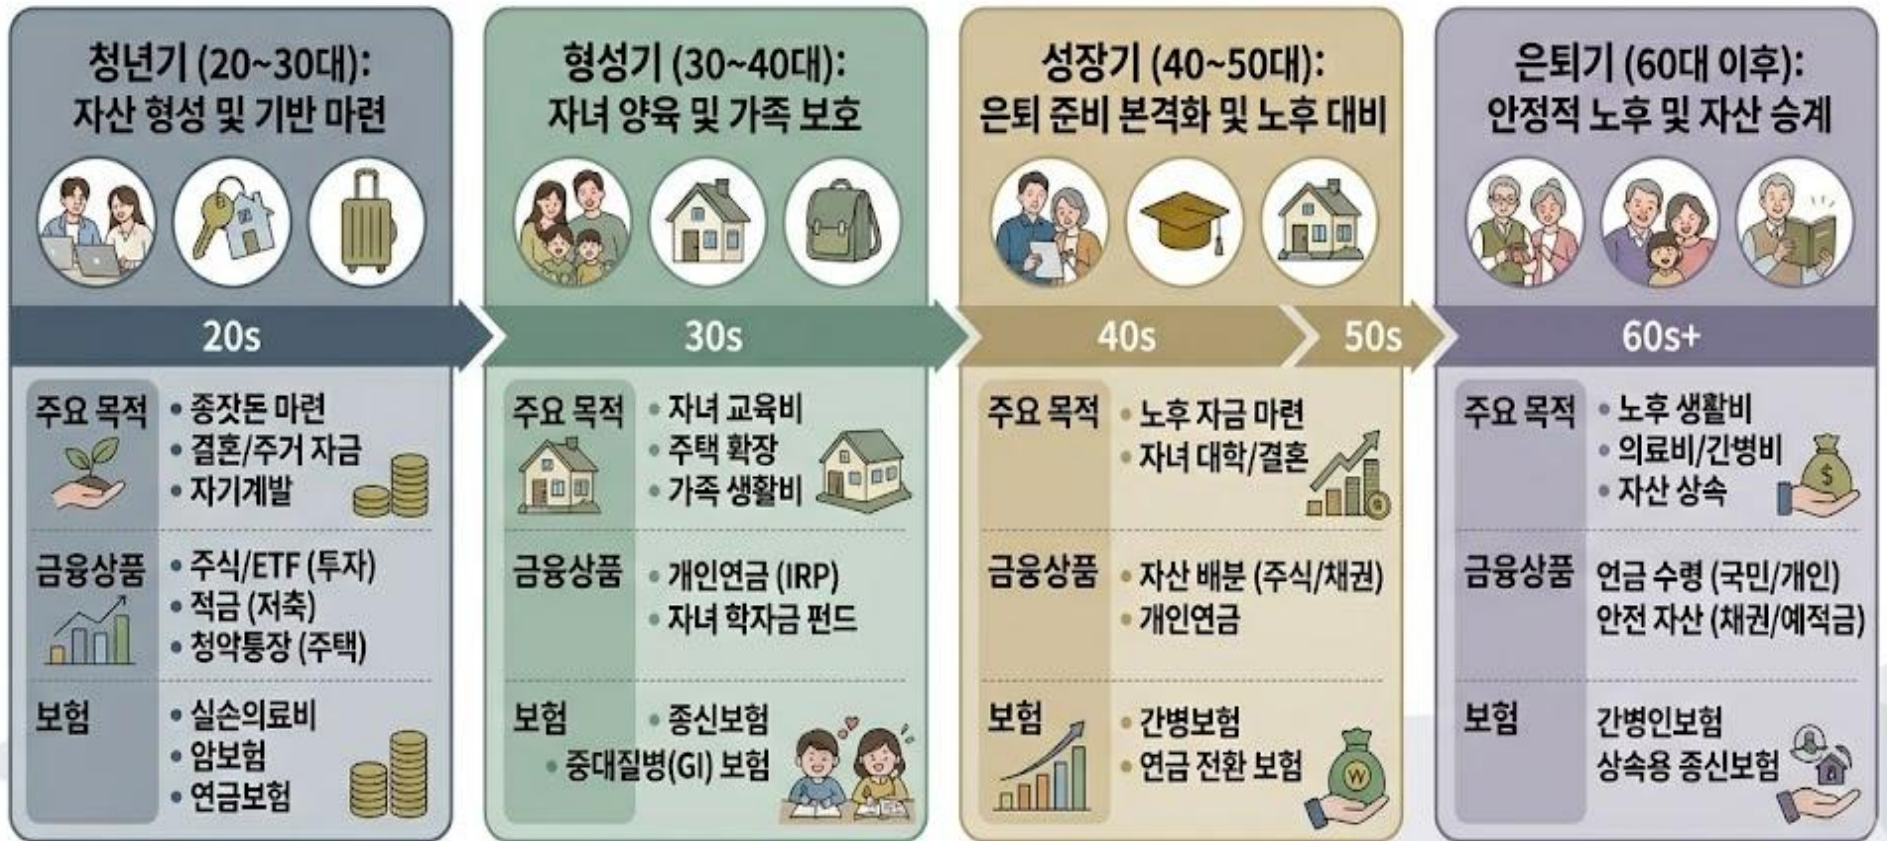 청년기 (20~30대):
자산 형성 및 기반 마련
20s
주요 목적
• 종잣돈 마련
• 결혼/주거 자금
• 자기계발
금융상품
• 주식/ETF (투자)
• 적금 (저축)
• 청약통장 (주택)
보험
• 실손의료비
• 암보험
• 연금보험
형성기 (30~40대):
자녀 양육 및 가족 보호
30s
주요 목적
• 자녀 교육비
• 주택 확장
• 가족 생활비
금융상품
• 개인연금 (IRP)
• 자녀 학자금 펀드
보험
• 종신보험
• 중대질병(GI) 보험
성장기 (40~50대):
은퇴 준비 본격화 및 노후 대비
40s
50s
주요 목적
• 노후 자금 마련
• 자녀 대학/결혼
금융상품
• 자산 배분 (주식/채권)
• 개인연금
보험
• 간병보험
• 연금 전환 보험
W
은퇴기 (60대 이후):
안정적 노후 및 자산 승계
60s+
주요 목적
• 노후 생활비
• 의료비/간병비
• 자산 상속
$
금융상품
연금 수령 (국민/개인)
안전 자산 (채권/예적금)
보험
간병인보험
상속용 종신보험